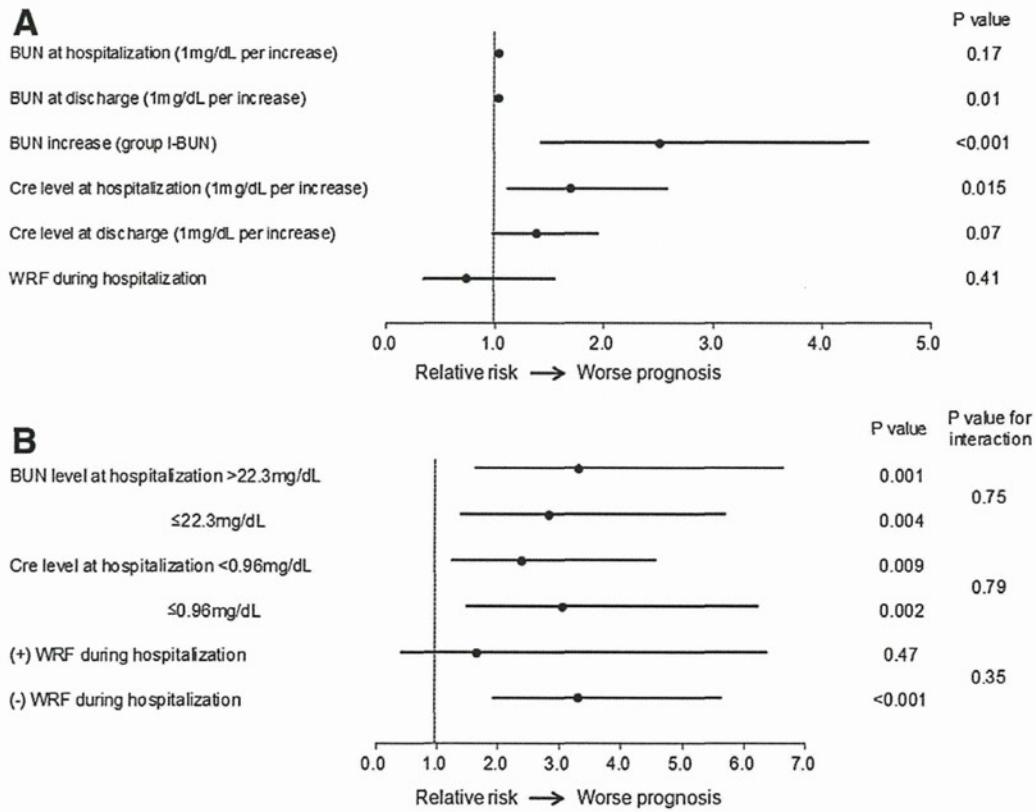 A
P value
BUN at hospitalization (1mg/dL per increase) 0.17
BUN at discharge (1mg/dL per increase) 0.01
BUN increase (group I-BUN) <0.001
Cre level at hospitalization (1mg/dL per increase) 0.015
Cre level at discharge (1mg/dL per increase) 0.07
WRF during hospitalization 0.41
0.0 1.0 2.0 3.0 4.0 5.0
Relative risk → Worse prognosis
B
P value P value for interaction
BUN level at hospitalization >22.3mg/dL 0.001
0.75
≤22.3mg/dL 0.004
Cre level at hospitalization <0.96mg/dL 0.009
0.79
≤0.96mg/dL 0.002
(+) WRF during hospitalization 0.47
0.35
(-) WRF during hospitalization <0.001
0.0 1.0 2.0 3.0 4.0 5.0 6.0 7.0
Relative risk → Worse prognosis